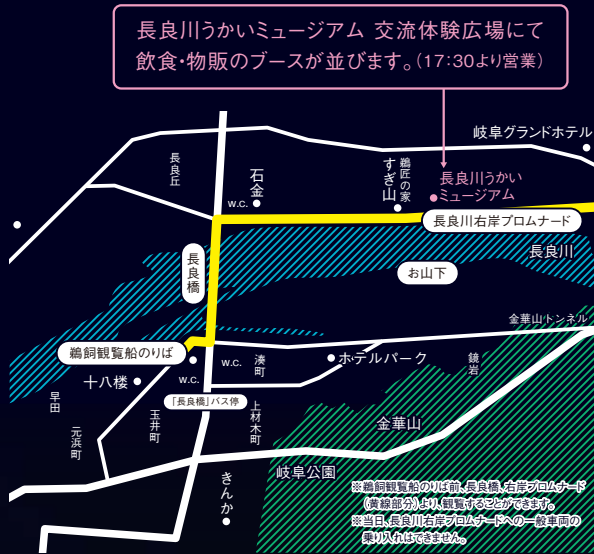 長良川うかいミュージアム 交流体験広場にて
飲食・物販のブースが並びます。(17:30より営業)
岐阜グランドホテル
長良丘
石金
w.c.
すぎ山
鵜匠の家
長良川うかい
ミュージアム
長良川右岸プロムナード
長良川
長良橋
お山下
金華山トンネル
鵜飼観覧船のりば
w.c.
湊町
ホテルパーク
鏡岩
十八楼
w.c.
早田
「長良橋」バス停
元浜町
玉井町
上材木町
金華山
岐阜公園
きんか
※鵜飼観覧船のりば前、長良橋、右岸プロムナード
(黄線部分)より、観覧することができます。
※当日、長良川右岸プロムナードへの一般車両の
乗り入れはできません。